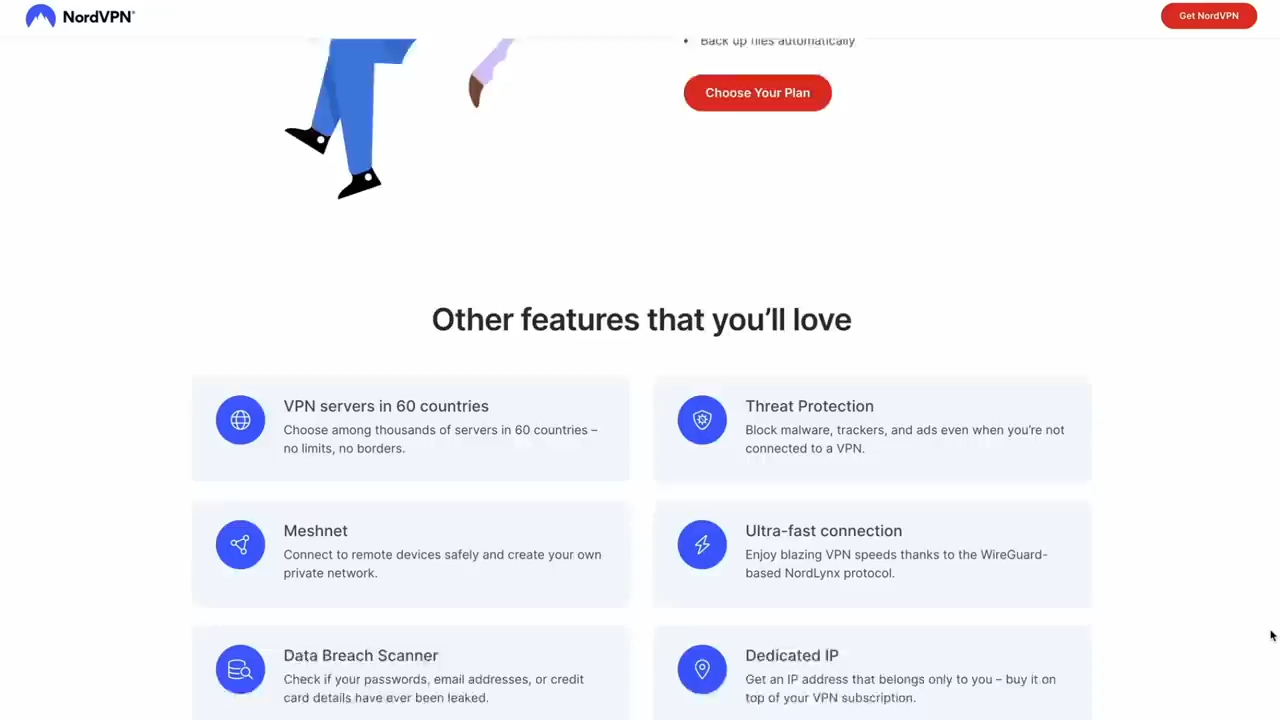 NordVPN®
Get NordVPN
• Back up files automatically
Choose Your Plan
Other features that you’ll love
VPN servers in 60 countries
Choose among thousands of servers in 60 countries –
no limits, no borders.
Threat Protection
Block malware, trackers, and ads even when you’re not
connected to a VPN.
Meshnet
Connect to remote devices safely and create your own
private network.
Ultra-fast connection
Enjoy blazing VPN speeds thanks to the WireGuard-
based NordLynx protocol.
Data Breach Scanner
Check if your passwords, email addresses, or credit
card details have ever been leaked.
Dedicated IP
Get an IP address that belongs only to you – buy it on
top of your VPN subscription.